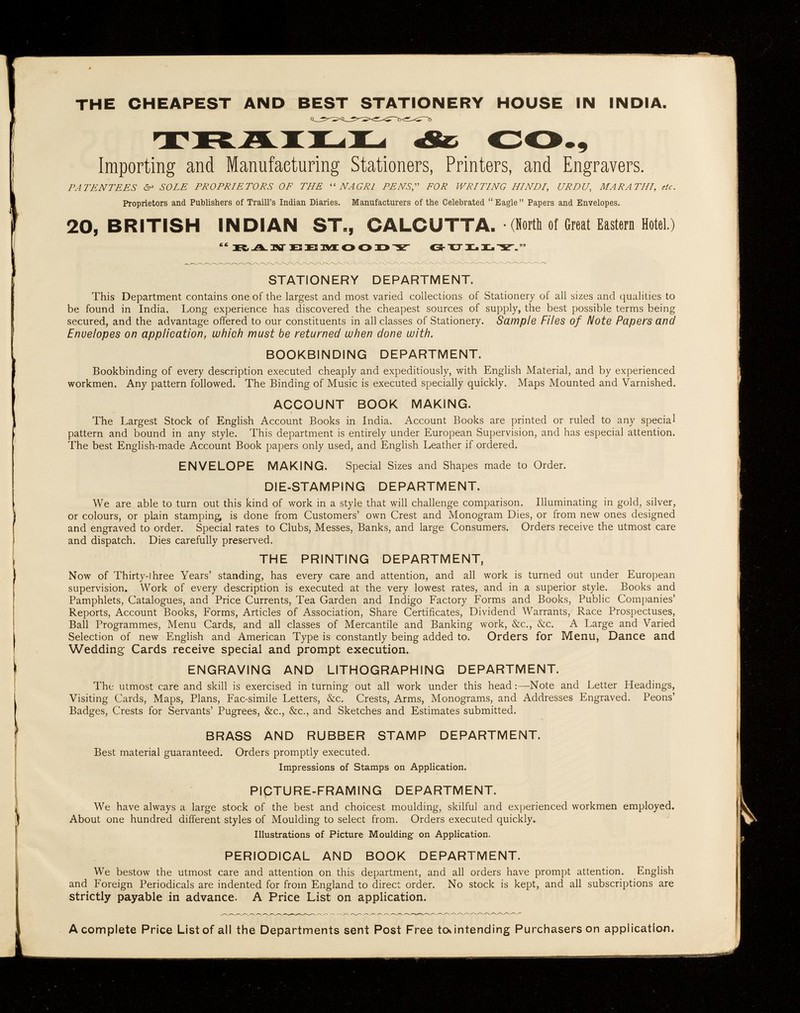 THE CHEAPEST AND BEST STATIONERY HOUSE IN INDIA.
TRAILL & CO.,
Importing and Manufacturing Stationers, Printers, and Engravers.
PATENTEES & SOLE PROPRIETORS OF THE "NAGRI PENS," FOR WRITING HINDI, URDU, MARATHI, etc.
Proprietors and Publishers of Traill's Indian Diaries. Manufacturers of the Celebrated "Eagle" Papers and Envelopes.
20, BRITISH INDIAN ST., CALCUTTA. (North of Great Eastern Hotel.)
"RANEEMOODY GULLY."
STATIONERY DEPARTMENT.
This Department contains one of the largest and most varied collections of Stationery of all sizes and qualities to
be found in India. Long experience has discovered the cheapest sources of supply, the best possible terms being
secured, and the advantage offered to our constituents in all classes of Stationery. Sample Files of Note Papers and
Envelopes on application, which must be returned when done with.
BOOKBINDING DEPARTMENT.
Bookbinding of every description executed cheaply and expeditiously, with English Material, and by experienced
workmen. Any pattern followed. The Binding of Music is executed specially quickly. Maps Mounted and Varnished.
ACCOUNT BOOK MAKING.
The Largest Stock of English Account Books in India. Account Books are printed or ruled to any special
pattern and bound in any style. This department is entirely under European Supervision, and has especial attention.
The best English-made Account Book papers only used, and English Leather if ordered.
ENVELOPE MAKING. Special Sizes and Shapes made to Order.
DIE-STAMPING DEPARTMENT.
We are able to turn out this kind of work in a style that will challenge comparison. Illuminating in gold, silver,
or colours, or plain stamping, is done from Customers' own Crest and Monogram Dies, or from new ones designed
and engraved to order. Special rates to Clubs, Messes, Banks, and large Consumers. Orders receive the utmost care
and dispatch. Dies carefully preserved.
THE PRINTING DEPARTMENT,
Now of Thirty-three Years' standing, has every care and attention, and all work is turned out under European
supervision. Work of every description is executed at the very lowest rates, and in a superior style. Books and
Pamphlets, Catalogues, and Price Currents, Tea Garden and Indigo Factory Forms and Books, Public Companies'
Reports, Account Books, Forms, Articles of Association, Share Certificates, Dividend Warrants, Race Prospectuses,
Ball Programmes, Menu Cards, and all classes of Mercantile and Banking work, &c., &c. A Large and Varied
Selection of new English and American Type is constantly being added to. Orders for Menu, Dance and
Wedding Cards receive special and prompt execution.
ENGRAVING AND LITHOGRAPHING DEPARTMENT.
The utmost care and skill is exercised in turning out all work under this head:—Note and Letter Headings,
Visiting Cards, Maps, Plans, Fac-simile Letters, &c. Crests, Arms, Monograms, and Addresses Engraved. Peons'
Badges, Crests for Servants' Pugrees, &c., &c., and Sketches and Estimates submitted.
BRASS AND RUBBER STAMP DEPARTMENT.
Best material guaranteed. Orders promptly executed.
Impressions of Stamps on Application.
PICTURE-FRAMING DEPARTMENT.
We have always a large stock of the best and choicest moulding, skilful and experienced workmen employed.
About one hundred different styles of Moulding to select from. Orders executed quickly.
Illustrations of Picture Moulding on Application.
PERIODICAL AND BOOK DEPARTMENT.
We bestow the utmost care and attention on this department, and all orders have prompt attention. English
and Foreign Periodicals are indented for from England to direct order. No stock is kept, and all subscriptions are
strictly payable in advance. A Price List on application.
A complete Price List of all the Departments sent Post Free to intending Purchasers on application.